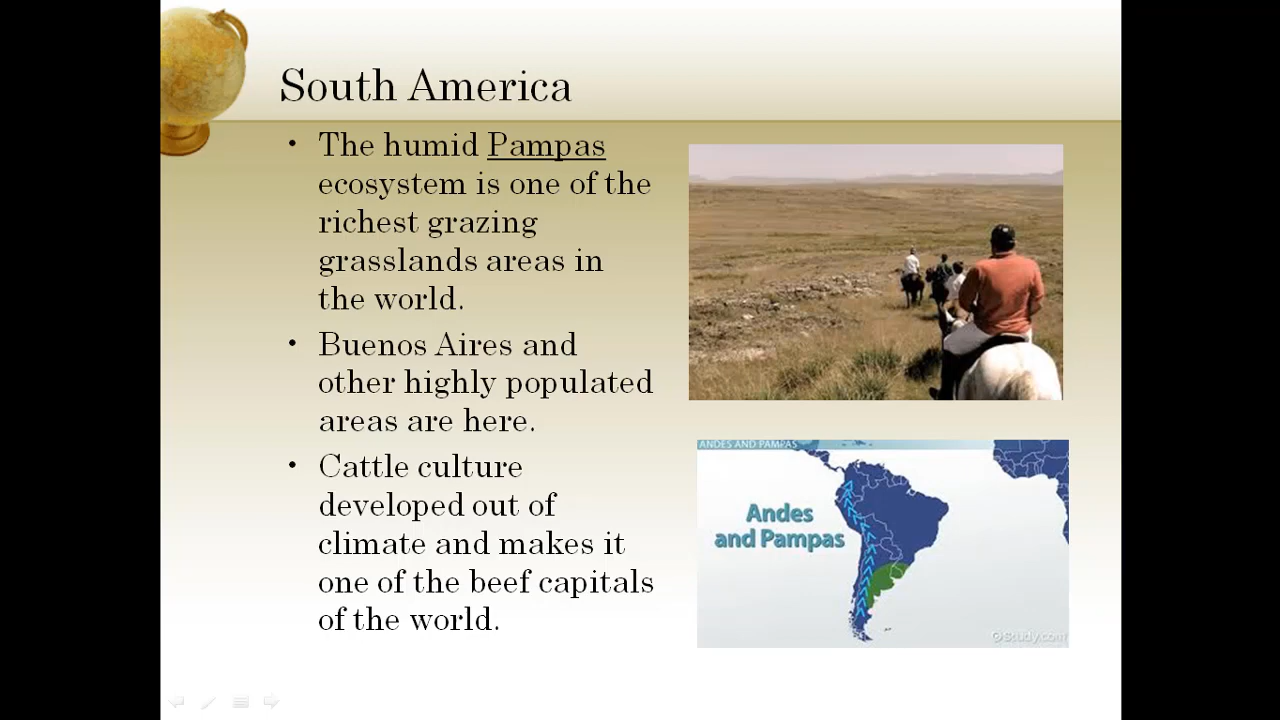 South America
• The humid Pampas
ecosystem is one of the
richest grazing
grasslands areas in
the world.
• Buenos Aires and
other highly populated
areas are here.
• Cattle culture
developed out of
climate and makes it
one of the beef capitals
of the world.
ANDES AND PAMPAS
Andes
and Pampas
Study.com